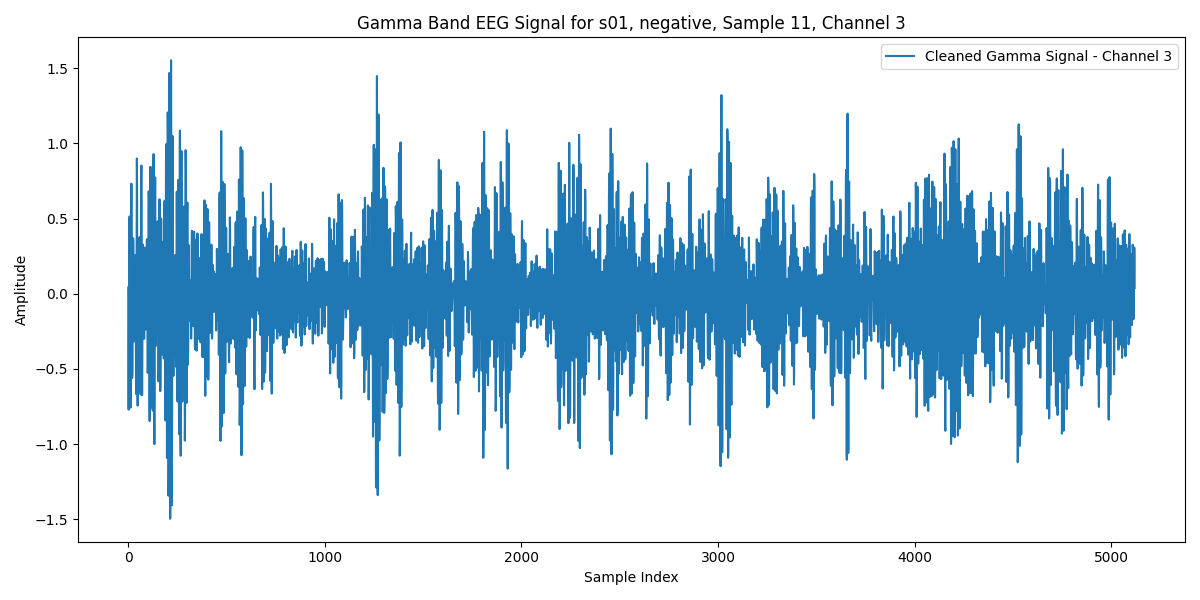 Gamma Band EEG Signal for s01, negative, Sample 11, Channel 3
Cleaned Gamma Signal - Channel 3
1.5
1.0
0.5
0.0
−0.5
−1.0
−1.5
Amplitude
0 1000 2000 3000 4000 5000
Sample Index